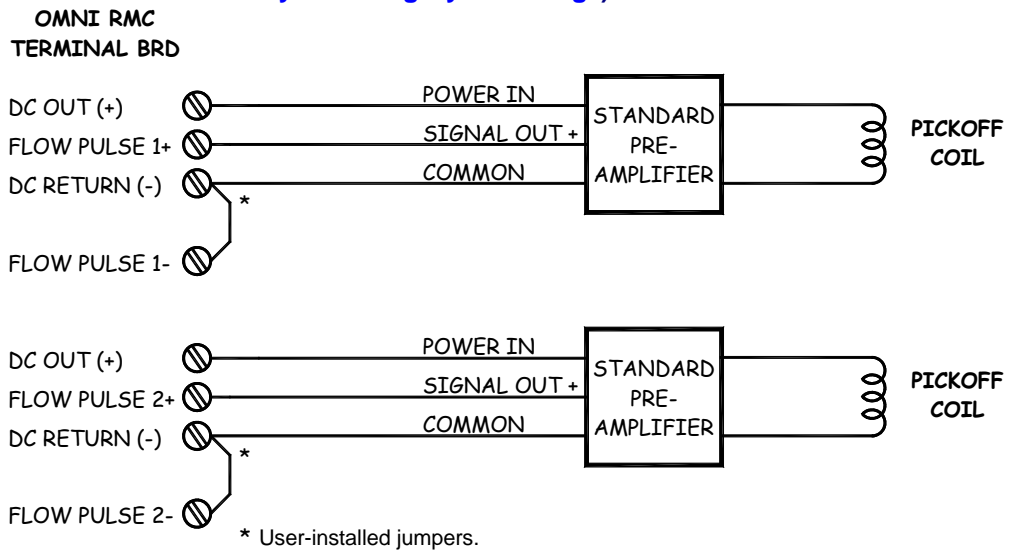 OMNI RMC
TERMINAL BRD
DC OUT (+)
POWER IN
FLOW PULSE 1+
SIGNAL OUT +
DC RETURN (-)
COMMON
*
FLOW PULSE 1-
STANDARD
PRE-
AMPLIFIER
PICKOFF
COIL
DC OUT (+)
POWER IN
FLOW PULSE 2+
SIGNAL OUT +
DC RETURN (-)
COMMON
*
FLOW PULSE 2-
STANDARD
PRE-
AMPLIFIER
PICKOFF
COIL
* User-installed jumpers.